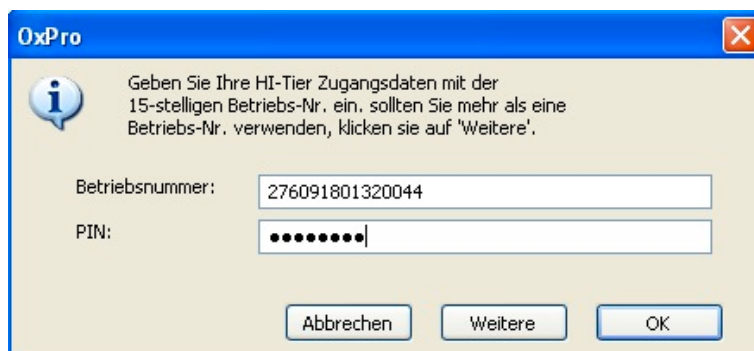 OxPro
Geben Sie Ihre HI-Tier Zugangsdaten mit der
15-stelligen Betriebs-Nr. ein. sollten Sie mehr als eine
Betriebs-Nr. verwenden, klicken sie auf 'Weitere'.
Betriebsnummer: 276091801320044
PIN: ●●●●●●●●
Abbrechen Weitere OK